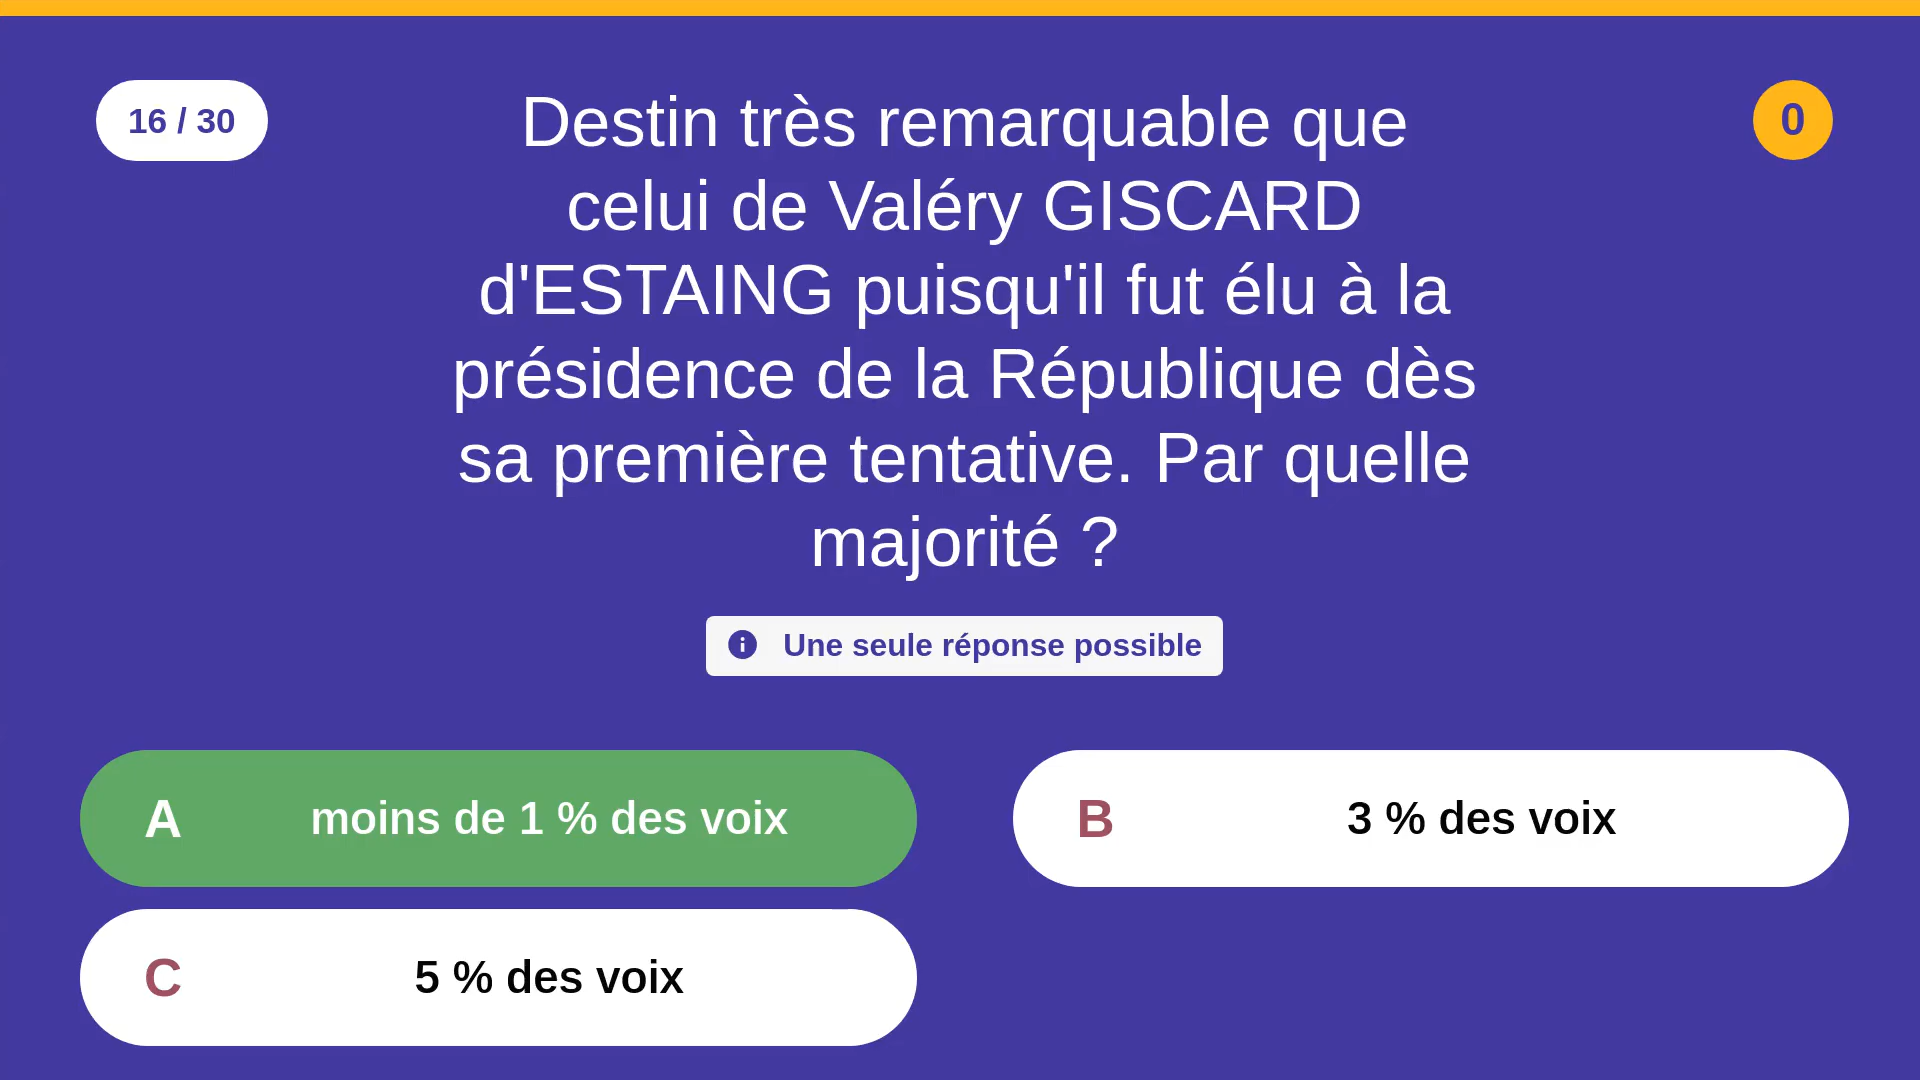 16 / 30
Destin très remarquable que
celui de Valéry GISCARD
d'ESTAING puisqu'il fut élu à la
présidence de la République dès
sa première tentative. Par quelle
majorité ?
0
Une seule réponse possible
A moins de 1 % des voix
B 3 % des voix
C 5 % des voix